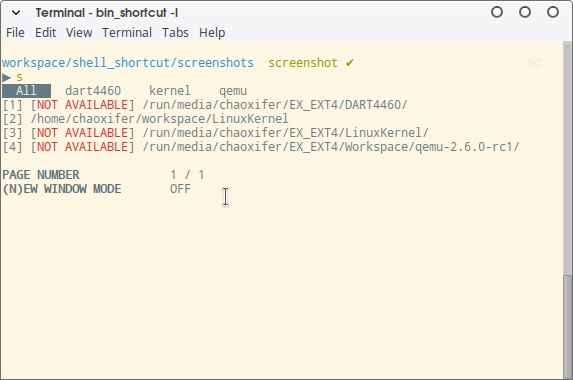 Terminal - bin_shortcut -l
File Edit View Terminal Tabs Help
workspace/shell_shortcut/screenshots screenshot ✔ 9d
▶ s
All dart4460 kernel qemu
[1] [NOT AVAILABLE] /run/media/chaoxifer/EX_EXT4/DART4460/
[2] /home/chaoxifer/workspace/LinuxKernel
[3] [NOT AVAILABLE] /run/media/chaoxifer/EX_EXT4/LinuxKernel/
[4] [NOT AVAILABLE] /run/media/chaoxifer/EX_EXT4/Workspace/qemu-2.6.0-rc1/
PAGE NUMBER 1 / 1
(N)EW WINDOW MODE OFF